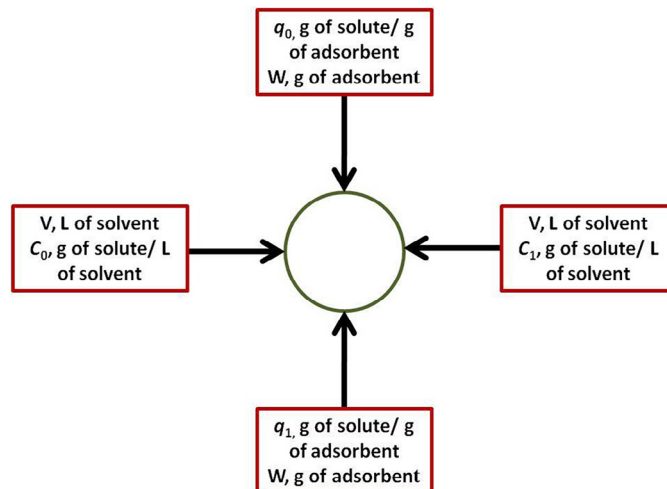 q₀, g of solute/ g
of adsorbent
W, g of adsorbent
V, L of solvent
C₀, g of solute/ L
of solvent
V, L of solvent
C₁, g of solute/ L
of solvent
q₁, g of solute/ g
of adsorbent
W, g of adsorbent